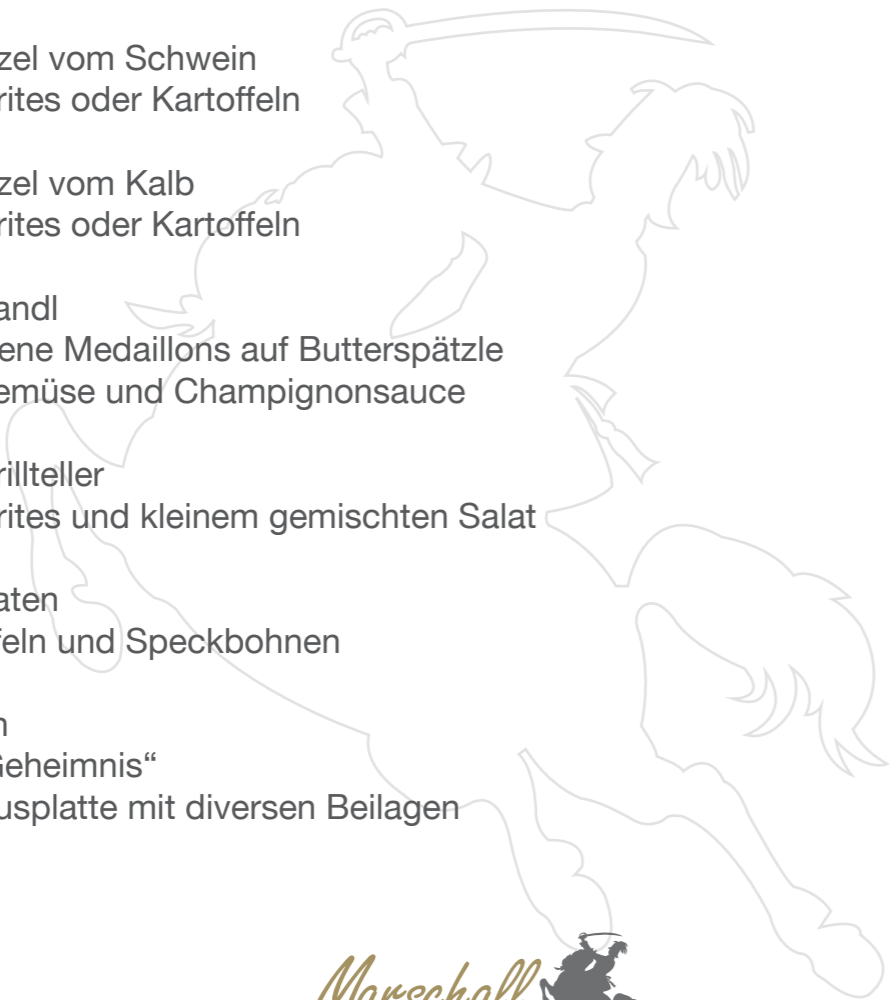 zel vom Schwein
rites oder Kartoffeln
zel vom Kalb
rites oder Kartoffeln
andl
ene Medaillons auf Butterspätzle
emüse und Champignonsauce
rillteller
rites und kleinem gemischten Salat
aten
feln und Speckbohnen
n
Geheimnis“
usplatte mit diversen Beilagen
Marschall